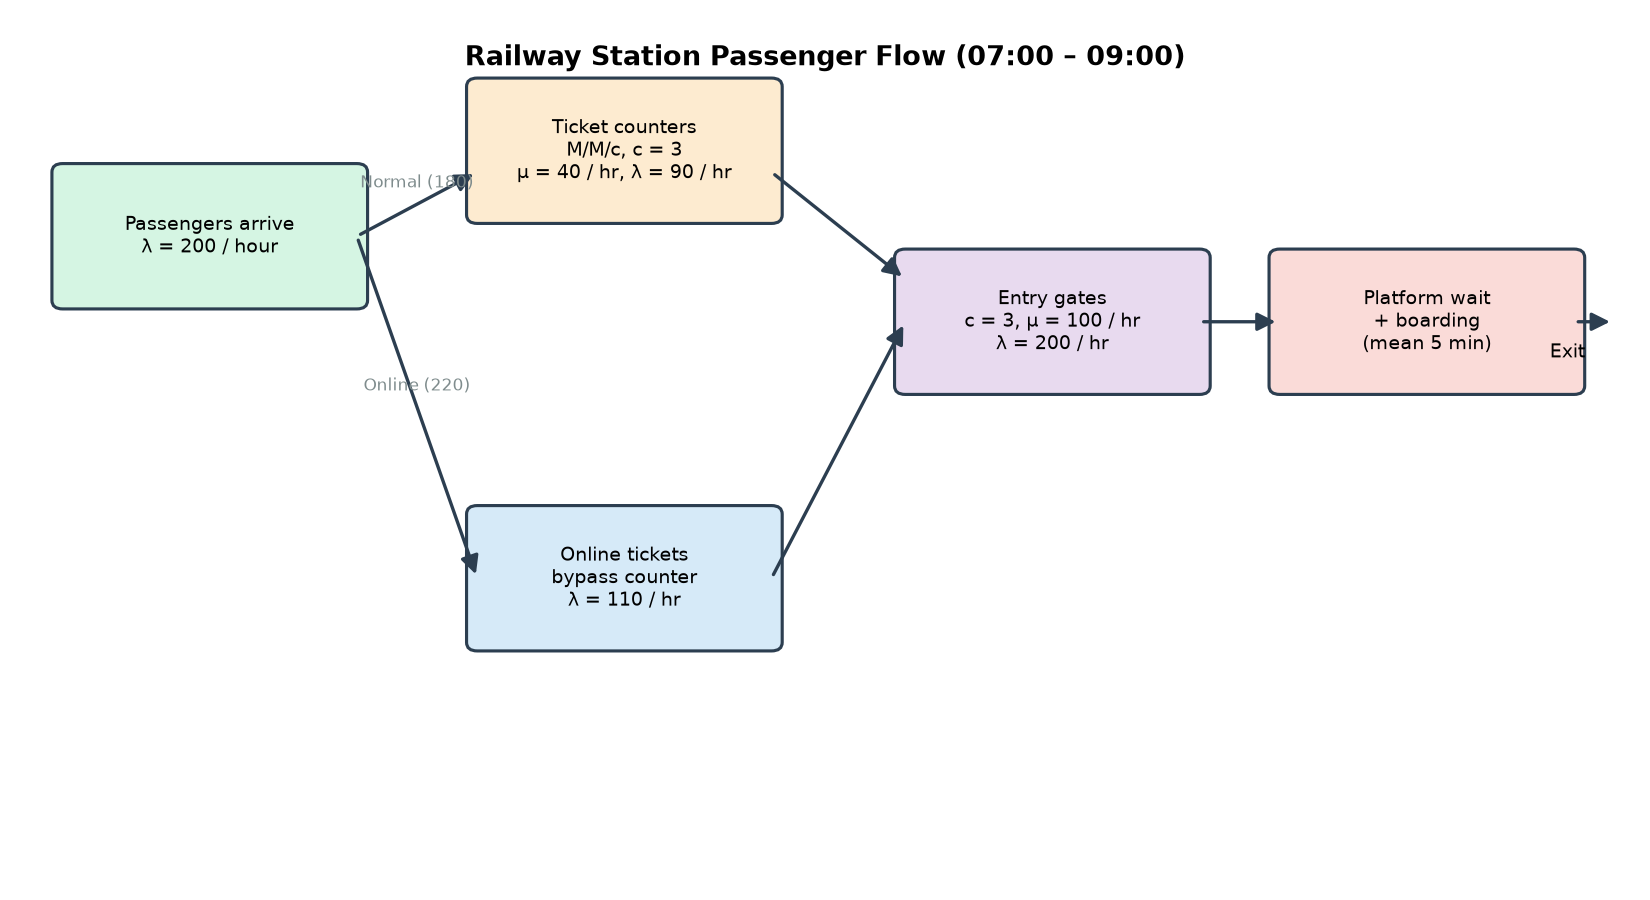 Railway Station Passenger Flow (07:00 – 09:00)
Passengers arrive
λ = 200 / hour
Normal (180)
Ticket counters
M/M/c, c = 3
μ = 40 / hr, λ = 90 / hr
Online (220)
Online tickets
bypass counter
λ = 110 / hr
Entry gates
c = 3, μ = 100 / hr
λ = 200 / hr
Platform wait
+ boarding
(mean 5 min)
Exit